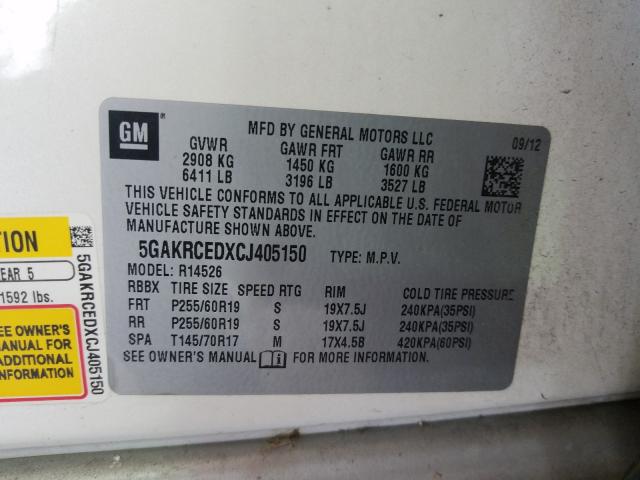 GM
MFD BY GENERAL MOTORS LLC
09/12
GVWR GAWR FRT GAWR RR
2908 KG 1450 KG 1600 KG
6411 LB 3196 LB 3527 LB
THIS VEHICLE CONFORMS TO ALL APPLICABLE U.S. FEDERAL MOTOR
VEHICLE SAFETY STANDARDS IN EFFECT ON THE DATE OF
MANUFACTURE SHOWN ABOVE.
5GAKRCEDXCJ405150 TYPE: M.P.V.
MODEL: R14526
RBBX TIRE SIZE SPEED RTG RIM COLD TIRE PRESSURE
FRT P255/60R19 S 19X7.5J 240KPA(35PSI)
RR P255/60R19 S 19X7.5J 240KPA(35PSI)
SPA T145/70R17 M 17X4.5B 420KPA(60PSI)
SEE OWNER'S MANUAL FOR MORE INFORMATION.
TION
EAR 5
1592 lbs.
SEE OWNER'S
MANUAL FOR
ADDITIONAL
INFORMATION
5GAKRCEDXCJ405150